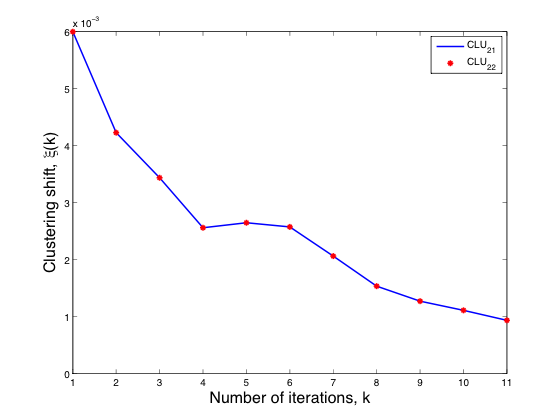 x 10⁻³
6
5
4
3
2
1
0
Clustering shift, ξ(k)
CLU₂₁
CLU₂₂
1 2 3 4 5 6 7 8 9 10 11
Number of iterations, k